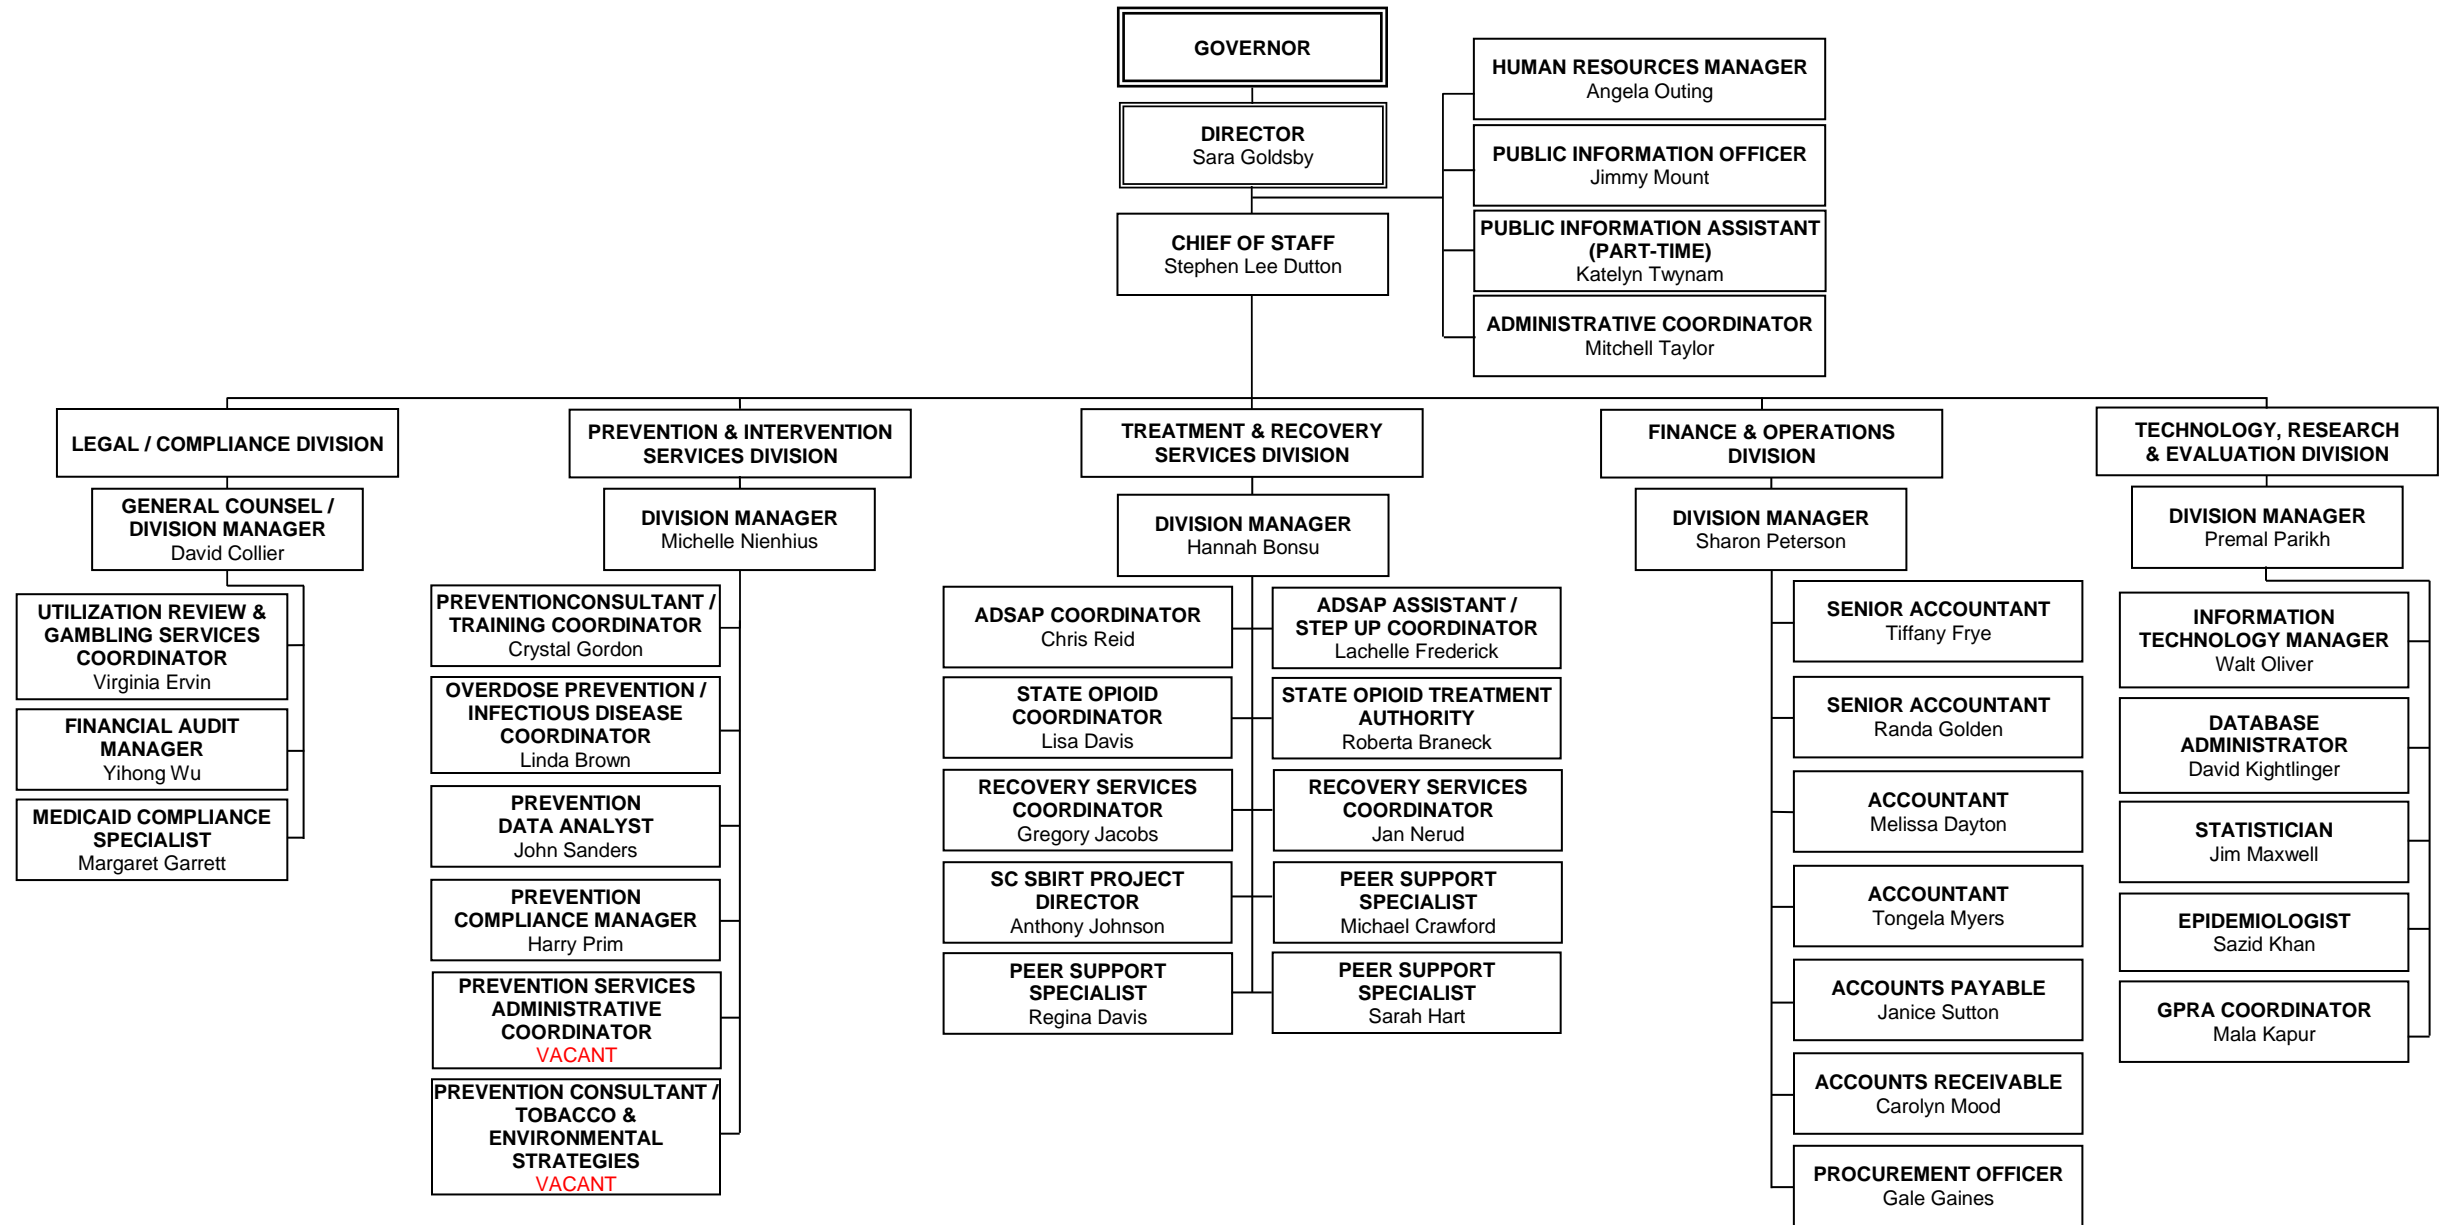 GOVERNOR
DIRECTOR
Sara Goldsby
CHIEF OF STAFF
Stephen Lee Dutton
HUMAN RESOURCES MANAGER
Angela Outing
PUBLIC INFORMATION OFFICER
Jimmy Mount
PUBLIC INFORMATION ASSISTANT
(PART-TIME)
Katelyn Twynam
ADMINISTRATIVE COORDINATOR
Mitchell Taylor
LEGAL / COMPLIANCE DIVISION
GENERAL COUNSEL /
DIVISION MANAGER
David Collier
UTILIZATION REVIEW &
GAMBLING SERVICES
COORDINATOR
Virginia Ervin
FINANCIAL AUDIT
MANAGER
Yihong Wu
MEDICAID COMPLIANCE
SPECIALIST
Margaret Garrett
PREVENTION & INTERVENTION
SERVICES DIVISION
DIVISION MANAGER
Michelle Nienhius
PREVENTIONCONSULTANT /
TRAINING COORDINATOR
Crystal Gordon
OVERDOSE PREVENTION /
INFECTIOUS DISEASE
COORDINATOR
Linda Brown
PREVENTION
DATA ANALYST
John Sanders
PREVENTION
COMPLIANCE MANAGER
Harry Prim
PREVENTION SERVICES
ADMINISTRATIVE
COORDINATOR
VACANT
PREVENTION CONSULTANT /
TOBACCO &
ENVIRONMENTAL
STRATEGIES
VACANT
TREATMENT & RECOVERY
SERVICES DIVISION
DIVISION MANAGER
Hannah Bonsu
ADSAP COORDINATOR
Chris Reid
ADSAP ASSISTANT /
STEP UP COORDINATOR
Lachelle Frederick
STATE OPIOID
COORDINATOR
Lisa Davis
STATE OPIOID TREATMENT
AUTHORITY
Roberta Braneck
RECOVERY SERVICES
COORDINATOR
Gregory Jacobs
RECOVERY SERVICES
COORDINATOR
Jan Nerud
SC SBIRT PROJECT
DIRECTOR
Anthony Johnson
PEER SUPPORT
SPECIALIST
Michael Crawford
PEER SUPPORT
SPECIALIST
Regina Davis
PEER SUPPORT
SPECIALIST
Sarah Hart
FINANCE & OPERATIONS
DIVISION
DIVISION MANAGER
Sharon Peterson
SENIOR ACCOUNTANT
Tiffany Frye
SENIOR ACCOUNTANT
Randa Golden
ACCOUNTANT
Melissa Dayton
ACCOUNTANT
Tongela Myers
ACCOUNTS PAYABLE
Janice Sutton
ACCOUNTS RECEIVABLE
Carolyn Mood
PROCUREMENT OFFICER
Gale Gaines
TECHNOLOGY, RESEARCH
& EVALUATION DIVISION
DIVISION MANAGER
Premal Parikh
INFORMATION
TECHNOLOGY MANAGER
Walt Oliver
DATABASE
ADMINISTRATOR
David Kightlinger
STATISTICIAN
Jim Maxwell
EPIDEMIOLOGIST
Sazid Khan
GPRA COORDINATOR
Mala Kapur